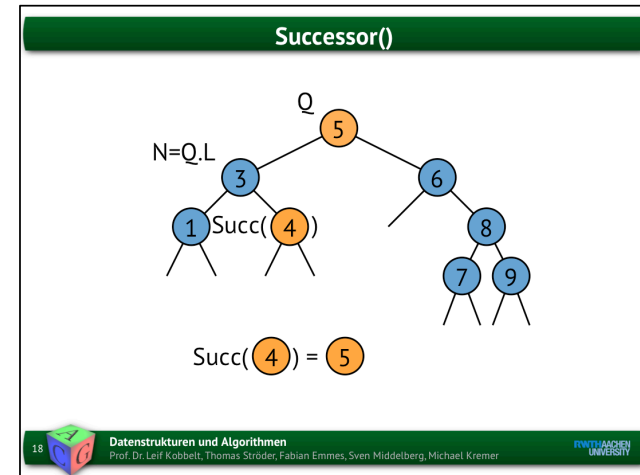 Successor()
Q
5
N=Q.L
3
6
1
Succ( 4 )
8
7
9
Succ( 4 ) = 5
18
A
C
G
Datenstrukturen und Algorithmen
Prof. Dr. Leif Kobbelt, Thomas Ströder, Fabian Emmes, Sven Middelberg, Michael Kremer
RWTHAACHEN
UNIVERSITY